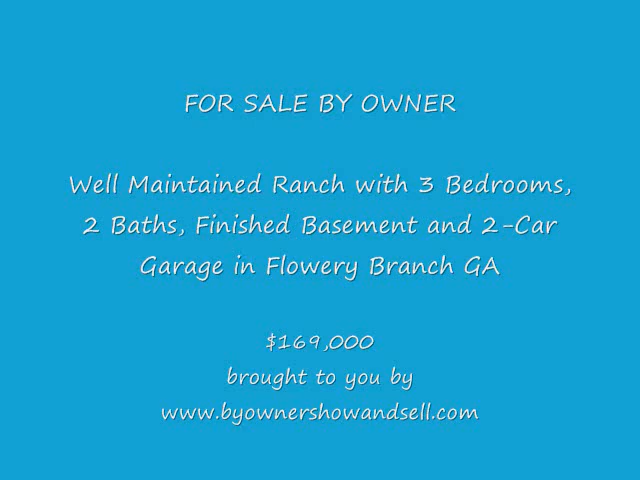 FOR SALE BY OWNER
Well Maintained Ranch with 3 Bedrooms,
2 Baths, Finished Basement and 2-Car
Garage in Flowery Branch GA
$169,000
brought to you by
www.byownershowandsell.com